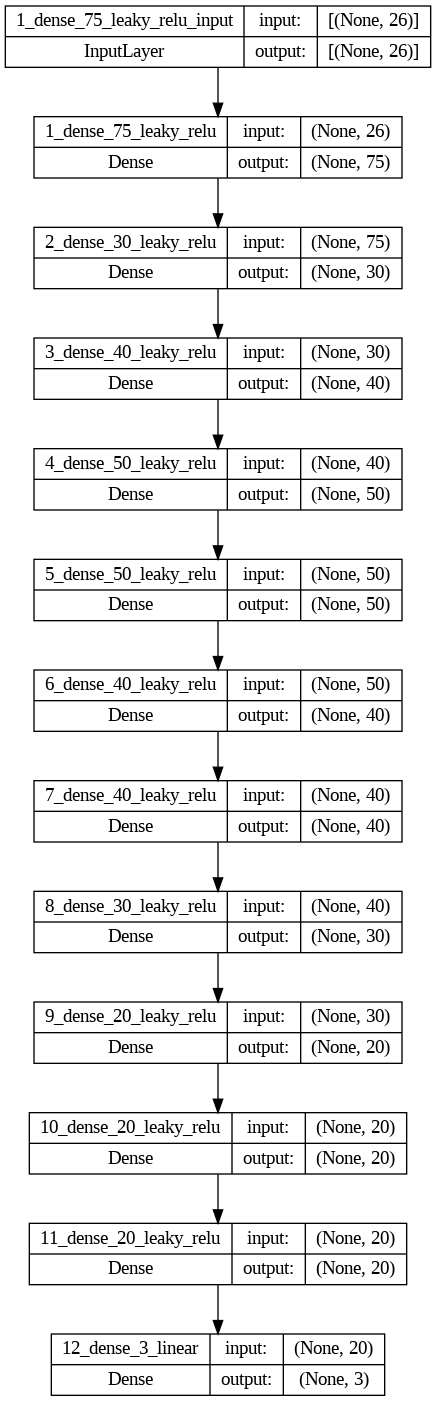 1_dense_75_leaky_relu_input input: [(None, 26)]
InputLayer output: [(None, 26)]
1_dense_75_leaky_relu input: (None, 26)
Dense output: (None, 75)
2_dense_30_leaky_relu input: (None, 75)
Dense output: (None, 30)
3_dense_40_leaky_relu input: (None, 30)
Dense output: (None, 40)
4_dense_50_leaky_relu input: (None, 40)
Dense output: (None, 50)
5_dense_50_leaky_relu input: (None, 50)
Dense output: (None, 50)
6_dense_40_leaky_relu input: (None, 50)
Dense output: (None, 40)
7_dense_40_leaky_relu input: (None, 40)
Dense output: (None, 40)
8_dense_30_leaky_relu input: (None, 40)
Dense output: (None, 30)
9_dense_20_leaky_relu input: (None, 30)
Dense output: (None, 20)
10_dense_20_leaky_relu input: (None, 20)
Dense output: (None, 20)
11_dense_20_leaky_relu input: (None, 20)
Dense output: (None, 20)
12_dense_3_linear input: (None, 20)
Dense output: (None, 3)